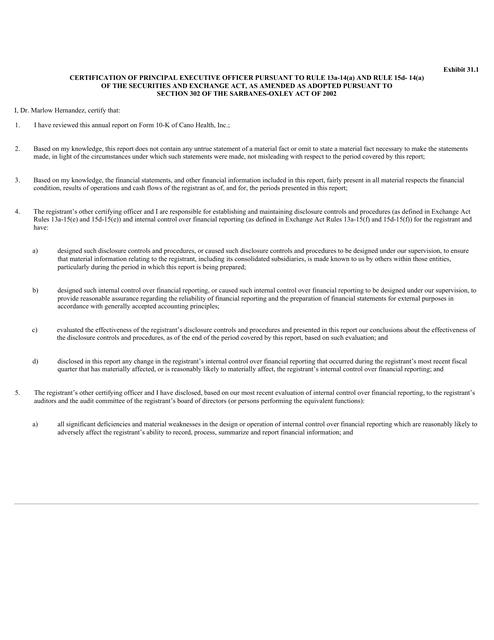 Exhibit 31.1
CERTIFICATION OF PRINCIPAL EXECUTIVE OFFICER PURSUANT TO RULE 13a-14(a) AND RULE 15d- 14(a)
OF THE SECURITIES AND EXCHANGE ACT, AS AMENDED AS ADOPTED PURSUANT TO
SECTION 302 OF THE SARBANES-OXLEY ACT OF 2002
I, Dr. Marlow Hernandez, certify that:
1. I have reviewed this annual report on Form 10-K of Cano Health, Inc.;
2. Based on my knowledge, this report does not contain any untrue statement of a material fact or omit to state a material fact necessary to make the statements
made, in light of the circumstances under which such statements were made, not misleading with respect to the period covered by this report;
3. Based on my knowledge, the financial statements, and other financial information included in this report, fairly present in all material respects the financial
condition, results of operations and cash flows of the registrant as of, and for, the periods presented in this report;
4. The registrant's other certifying officer and I are responsible for establishing and maintaining disclosure controls and procedures (as defined in Exchange Act
Rules 13a-15(e) and 15d-15(e)) and internal control over financial reporting (as defined in Exchange Act Rules 13a-15(f) and 15d-15(f)) for the registrant and
have:
a) designed such disclosure controls and procedures, or caused such disclosure controls and procedures to be designed under our supervision, to ensure
that material information relating to the registrant, including its consolidated subsidiaries, is made known to us by others within those entities,
particularly during the period in which this report is being prepared;
b) designed such internal control over financial reporting, or caused such internal control over financial reporting to be designed under our supervision, to
provide reasonable assurance regarding the reliability of financial reporting and the preparation of financial statements for external purposes in
accordance with generally accepted accounting principles;
c) evaluated the effectiveness of the registrant's disclosure controls and procedures and presented in this report our conclusions about the effectiveness of
the disclosure controls and procedures, as of the end of the period covered by this report, based on such evaluation; and
d) disclosed in this report any change in the registrant's internal control over financial reporting that occurred during the registrant's most recent fiscal
quarter that has materially affected, or is reasonably likely to materially affect, the registrant's internal control over financial reporting; and
5. The registrant's other certifying officer and I have disclosed, based on our most recent evaluation of internal control over financial reporting, to the registrant's
auditors and the audit committee of the registrant's board of directors (or persons performing the equivalent functions):
a) all significant deficiencies and material weaknesses in the design or operation of internal control over financial reporting which are reasonably likely to
adversely affect the registrant's ability to record, process, summarize and report financial information; and